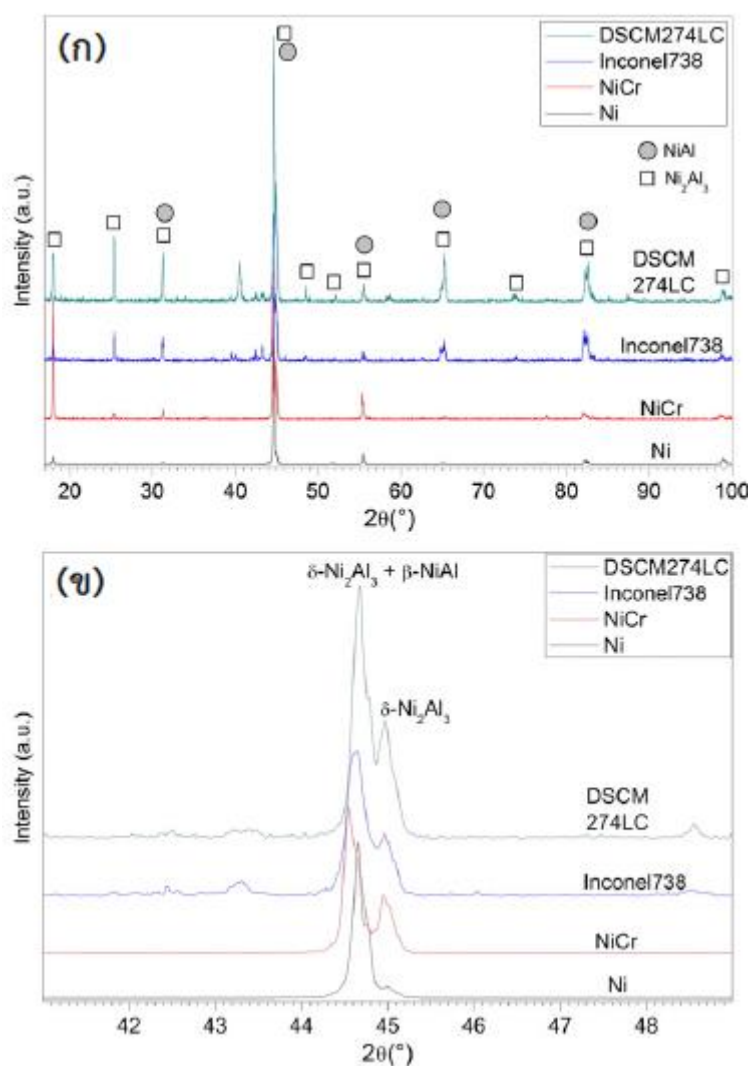 (ก)
DSCM274LC
Inconel738
NiCr
Ni
NiAl
Ni₂Al₃
DSCM
274LC
Inconel738
NiCr
Ni
Intensity (a.u.)
20 30 40 50 60 70 80 90 100
2θ(°)
(ข)
δ-Ni₂Al₃ + β-NiAl
DSCM274LC
Inconel738
NiCr
Ni
δ-Ni₂Al₃
DSCM
274LC
Inconel738
NiCr
Ni
Intensity (a.u.)
42 43 44 45 46 47 48
2θ(°)